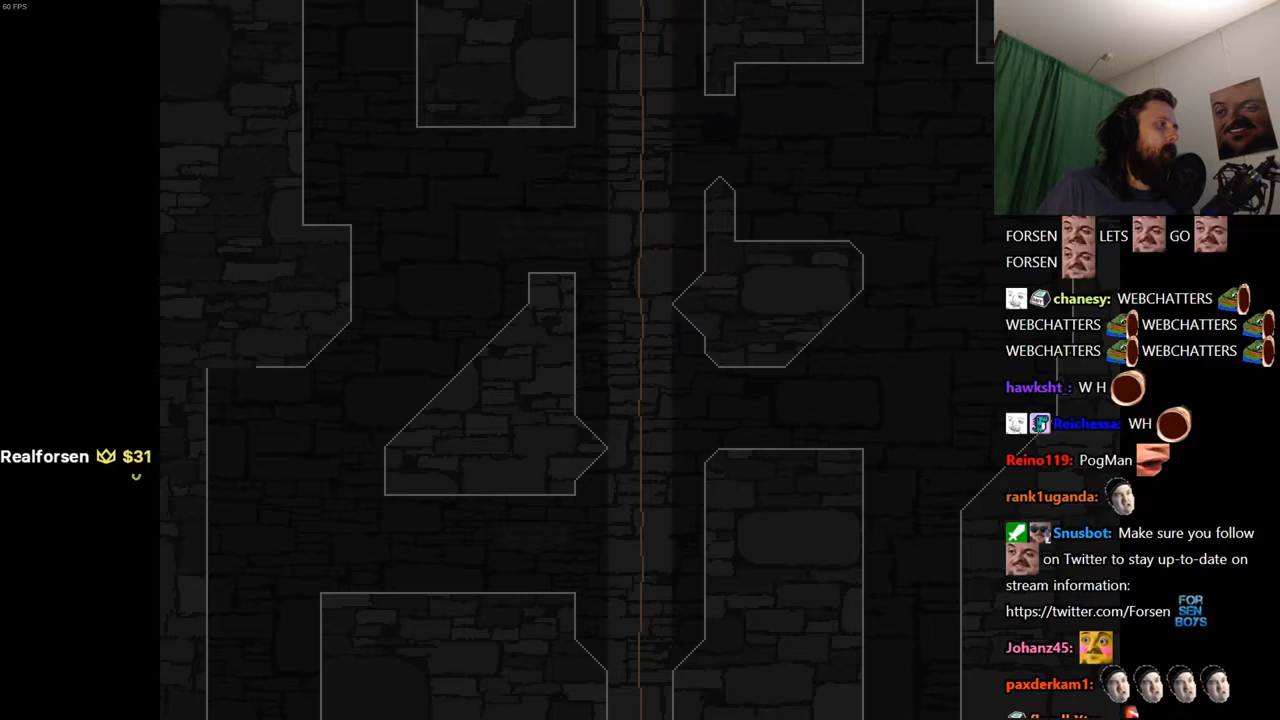 60 FPS
FORSEN LETS GO
FORSEN
chanesy: WEBCHATTERS
WEBCHATTERS WEBCHATTERS
WEBCHATTERS WEBCHATTERS
hawksht_: W H
Reichessa: WH
Realforsen $31
Reino119: PogMan
rank1uganda:
Snusbot: Make sure you follow
on Twitter to stay up-to-date on
stream information:
https://twitter.com/Forsen FOR SEN BOYS
Johanz45:
paxderkam1: